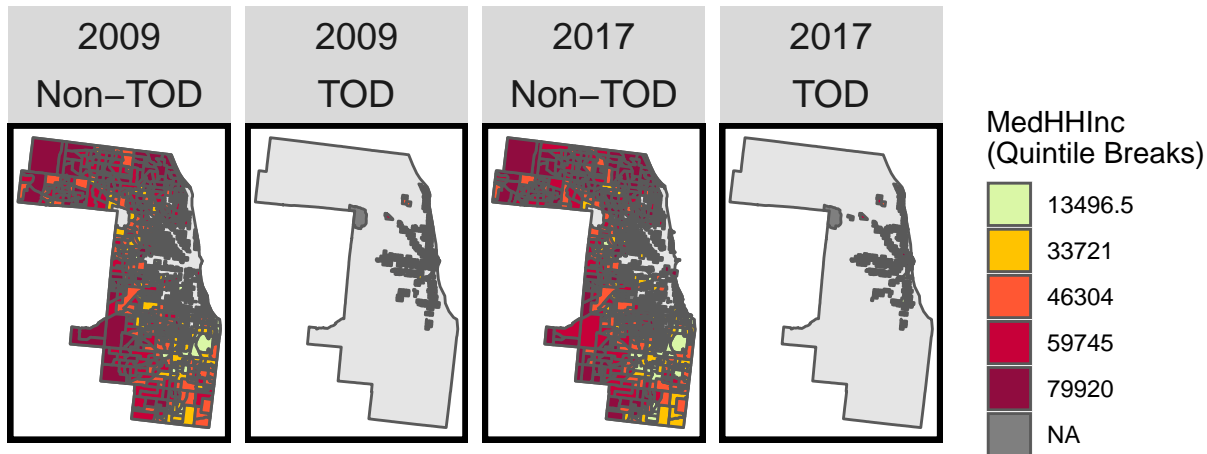 2009
Non−TOD
2009
TOD
2017
Non−TOD
2017
TOD
MedHHInc
(Quintile Breaks)
13496.5
33721
46304
59745
79920
NA